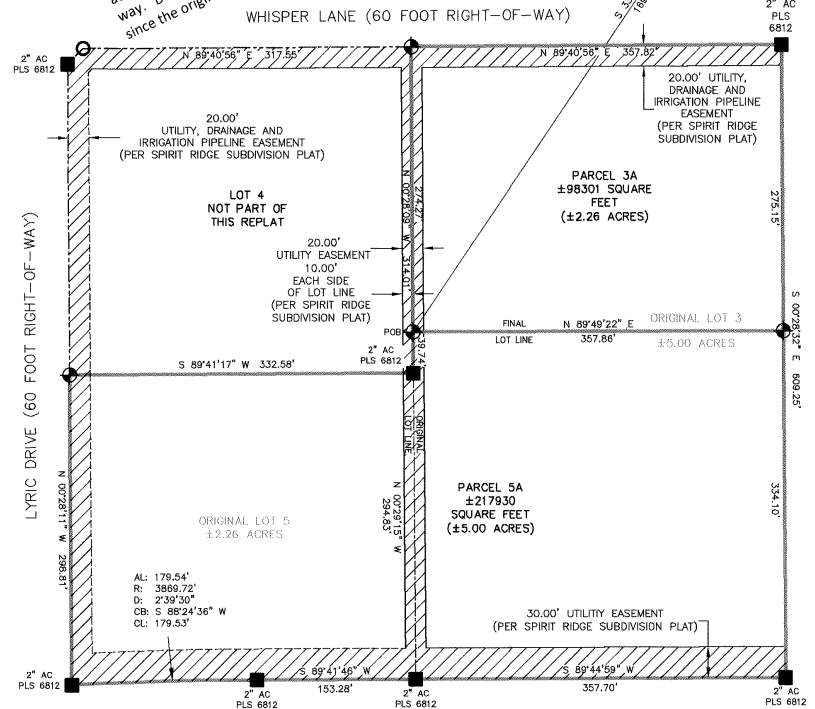 way.
since the origin
WHISPER LANE (60 FOOT RIGHT-OF-WAY)
2" AC
PLS
6812
2" AC
PLS 6812
N 89°40'56" E 317.55'
N 89°40'56" E 357.82'
20.00'
UTILITY, DRAINAGE AND
IRRIGATION PIPELINE EASEMENT
(PER SPIRIT RIDGE SUBDIVISION PLAT)
20.00' UTILITY,
DRAINAGE AND
IRRIGATION PIPELINE
EASEMENT
(PER SPIRIT RIDGE
SUBDIVISION PLAT)
LOT 4
NOT PART OF
THIS REPLAT
N 00°28'09" W 314.01'
274.27'
PARCEL 3A
±98301 SQUARE
FEET
(±2.26 ACRES)
275.15'
20.00'
UTILITY EASEMENT
10.00'
EACH SIDE
OF LOT LINE
(PER SPIRIT RIDGE
SUBDIVISION PLAT)
LYRIC DRIVE (60 FOOT RIGHT-OF-WAY)
S 00°28'32" E 609.25'
POB
FINAL
LOT LINE
N 89°49'22" E
357.86'
ORIGINAL LOT 3
±5.00 ACRES
39.74'
2" AC
PLS 6812
S 89°41'17" W 332.58'
ORIGINAL
LOT LINE
N 00°28'11" W 298.81'
N 00°29'15" W
294.83'
334.10'
PARCEL 5A
±217930
SQUARE FEET
(±5.00 ACRES)
ORIGINAL LOT 5
±2.26 ACRES
AL: 179.54'
R: 3869.72'
D: 2°39'30"
CB: S 88°24'36" W
CL: 179.53'
30.00' UTILITIY EASEMENT
(PER SPIRIT RIDGE SUBDIVISION PLAT)
S 89°41'46" W
153.28'
S 89°44'59" W
357.70'
2" AC
PLS 6812
2" AC
PLS 6812
2" AC
PLS 6812
2" AC
PLS 6812